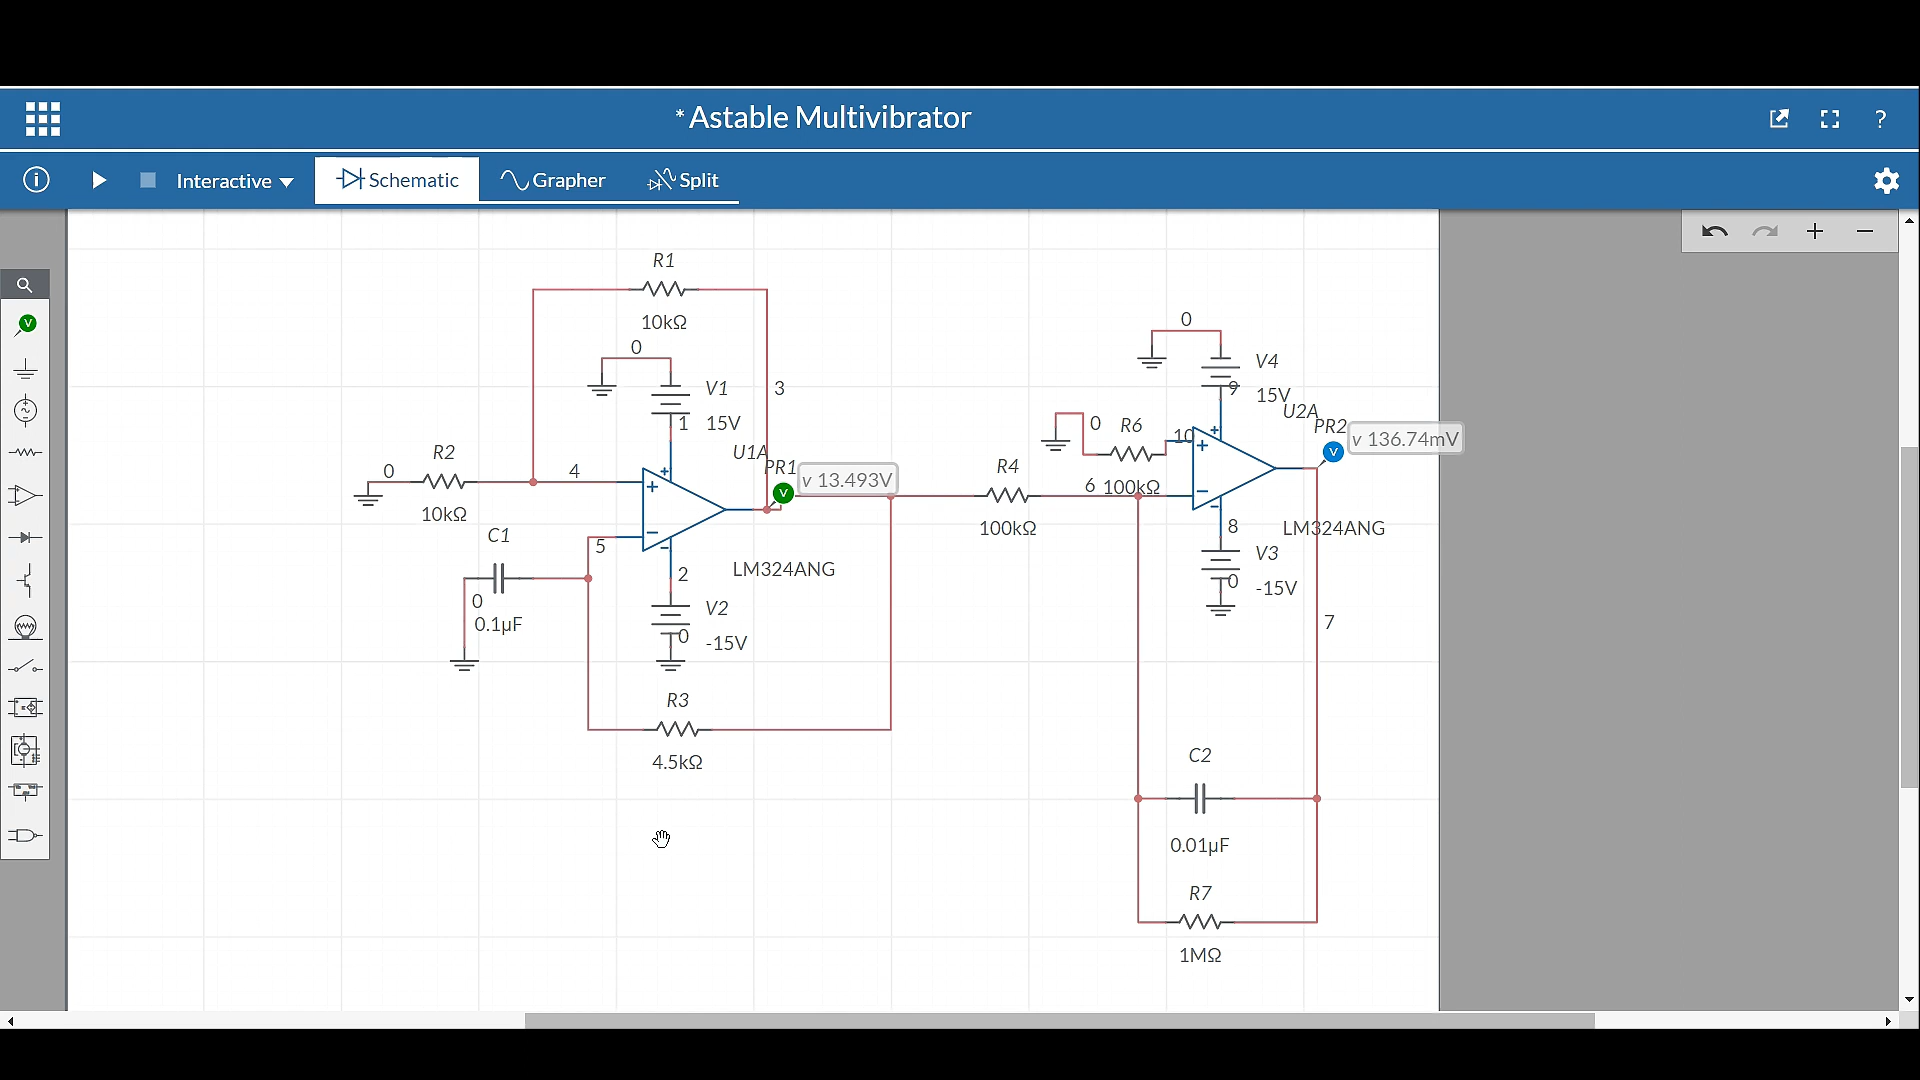 * Astable Multivibrator
?
Interactive
Schematic
Grapher
Split
R1
10kΩ
0
V1
15V
1
3
R2
0
4
10kΩ
U1A
PR1
V
v 13.493V
C1
5
0
0.1µF
2
LM324ANG
V2
0
-15V
R3
4.5kΩ
R4
100kΩ
0
V4
9
15V
U2A
PR2
V
v 136.74mV
0
R6
10
6
100kΩ
8
LM324ANG
V3
0
-15V
7
C2
0.01µF
R7
1MΩ
V